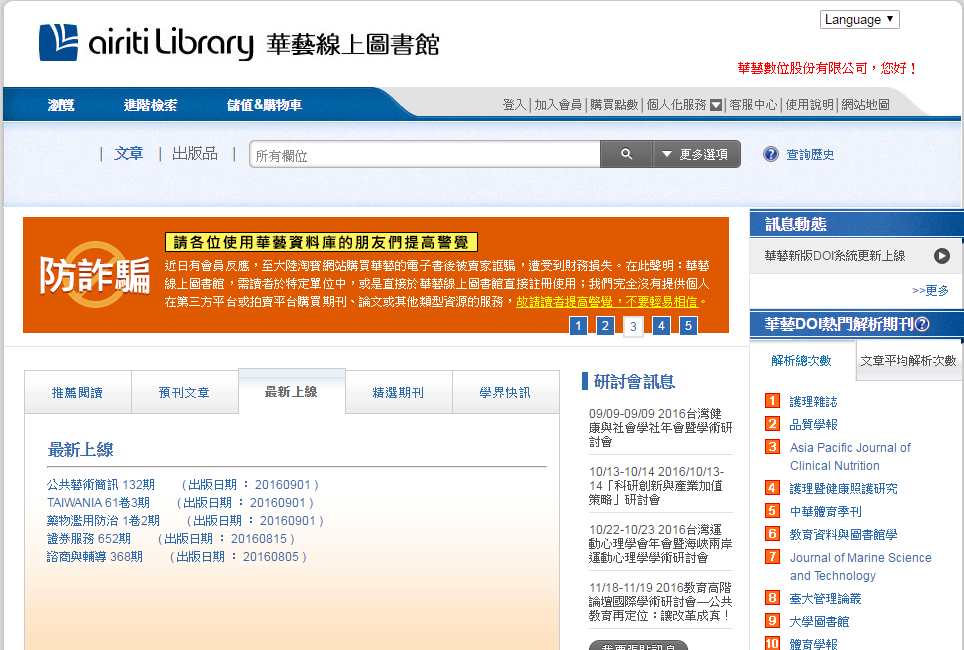 Language ▼
airiti Library 華藝線上圖書館
華藝數位股份有限公司，您好！
瀏覽 進階檢索 儲值&購物車
登入 | 加入會員 | 購買點數 | 個人化服務 | 客服中心 | 使用說明 | 網站地圖
| 文章 | 出版品 |
所有欄位
▼ 更多選項
? 查詢歷史
防詐騙
請各位使用華藝資料庫的朋友們提高警覺
近日有會員反應，至大陸淘寶網站購買華藝的電子書後被賣家誆騙，遭受到財務損失。在此聲明：華藝
線上圖書館，需讀者於特定單位中，或是直接於華藝線上圖書館直接註冊使用；我們完全沒有提供個人
在第三方平台或拍賣平台購買期刊、論文或其他類型資源的服務，故請讀者提高警覺，不要輕易相信。
1 2 3 4 5
推薦閱讀 預刊文章 最新上線 精選期刊 學界快訊
最新上線
公共藝術簡訊 132期 （出版日期：20160901）
TAIWANIA 61卷3期 （出版日期：20160901）
藥物濫用防治 1卷2期 （出版日期：20160901）
證券服務 652期 （出版日期：20160815）
諮商與輔導 368期 （出版日期：20160805）
研討會訊息
09/09-09/09 2016台灣健
康與社會學社年會暨學術研
討會
10/13-10/14 2016/10/13-
14「科研創新與產業加值
策略」研討會
10/22-10/23 2016台灣運
動心理學會年會暨海峽兩岸
運動心理學學術研討會
11/18-11/19 2016教育高階
論壇國際學術研討會—公共
教育再定位：讓改革成真！
我要張貼訊息
訊息動態
華藝新版DOI系統更新上線
>>更多
華藝DOI熱門解析期刊?
解析總次數 文章平均解析次數
1 護理雜誌
2 品質學報
3 Asia Pacific Journal of
Clinical Nutrition
4 護理暨健康照護研究
5 中華體育季刊
6 教育資料與圖書館學
7 Journal of Marine Science
and Technology
8 臺大管理論叢
9 大學圖書館
10 體育學報